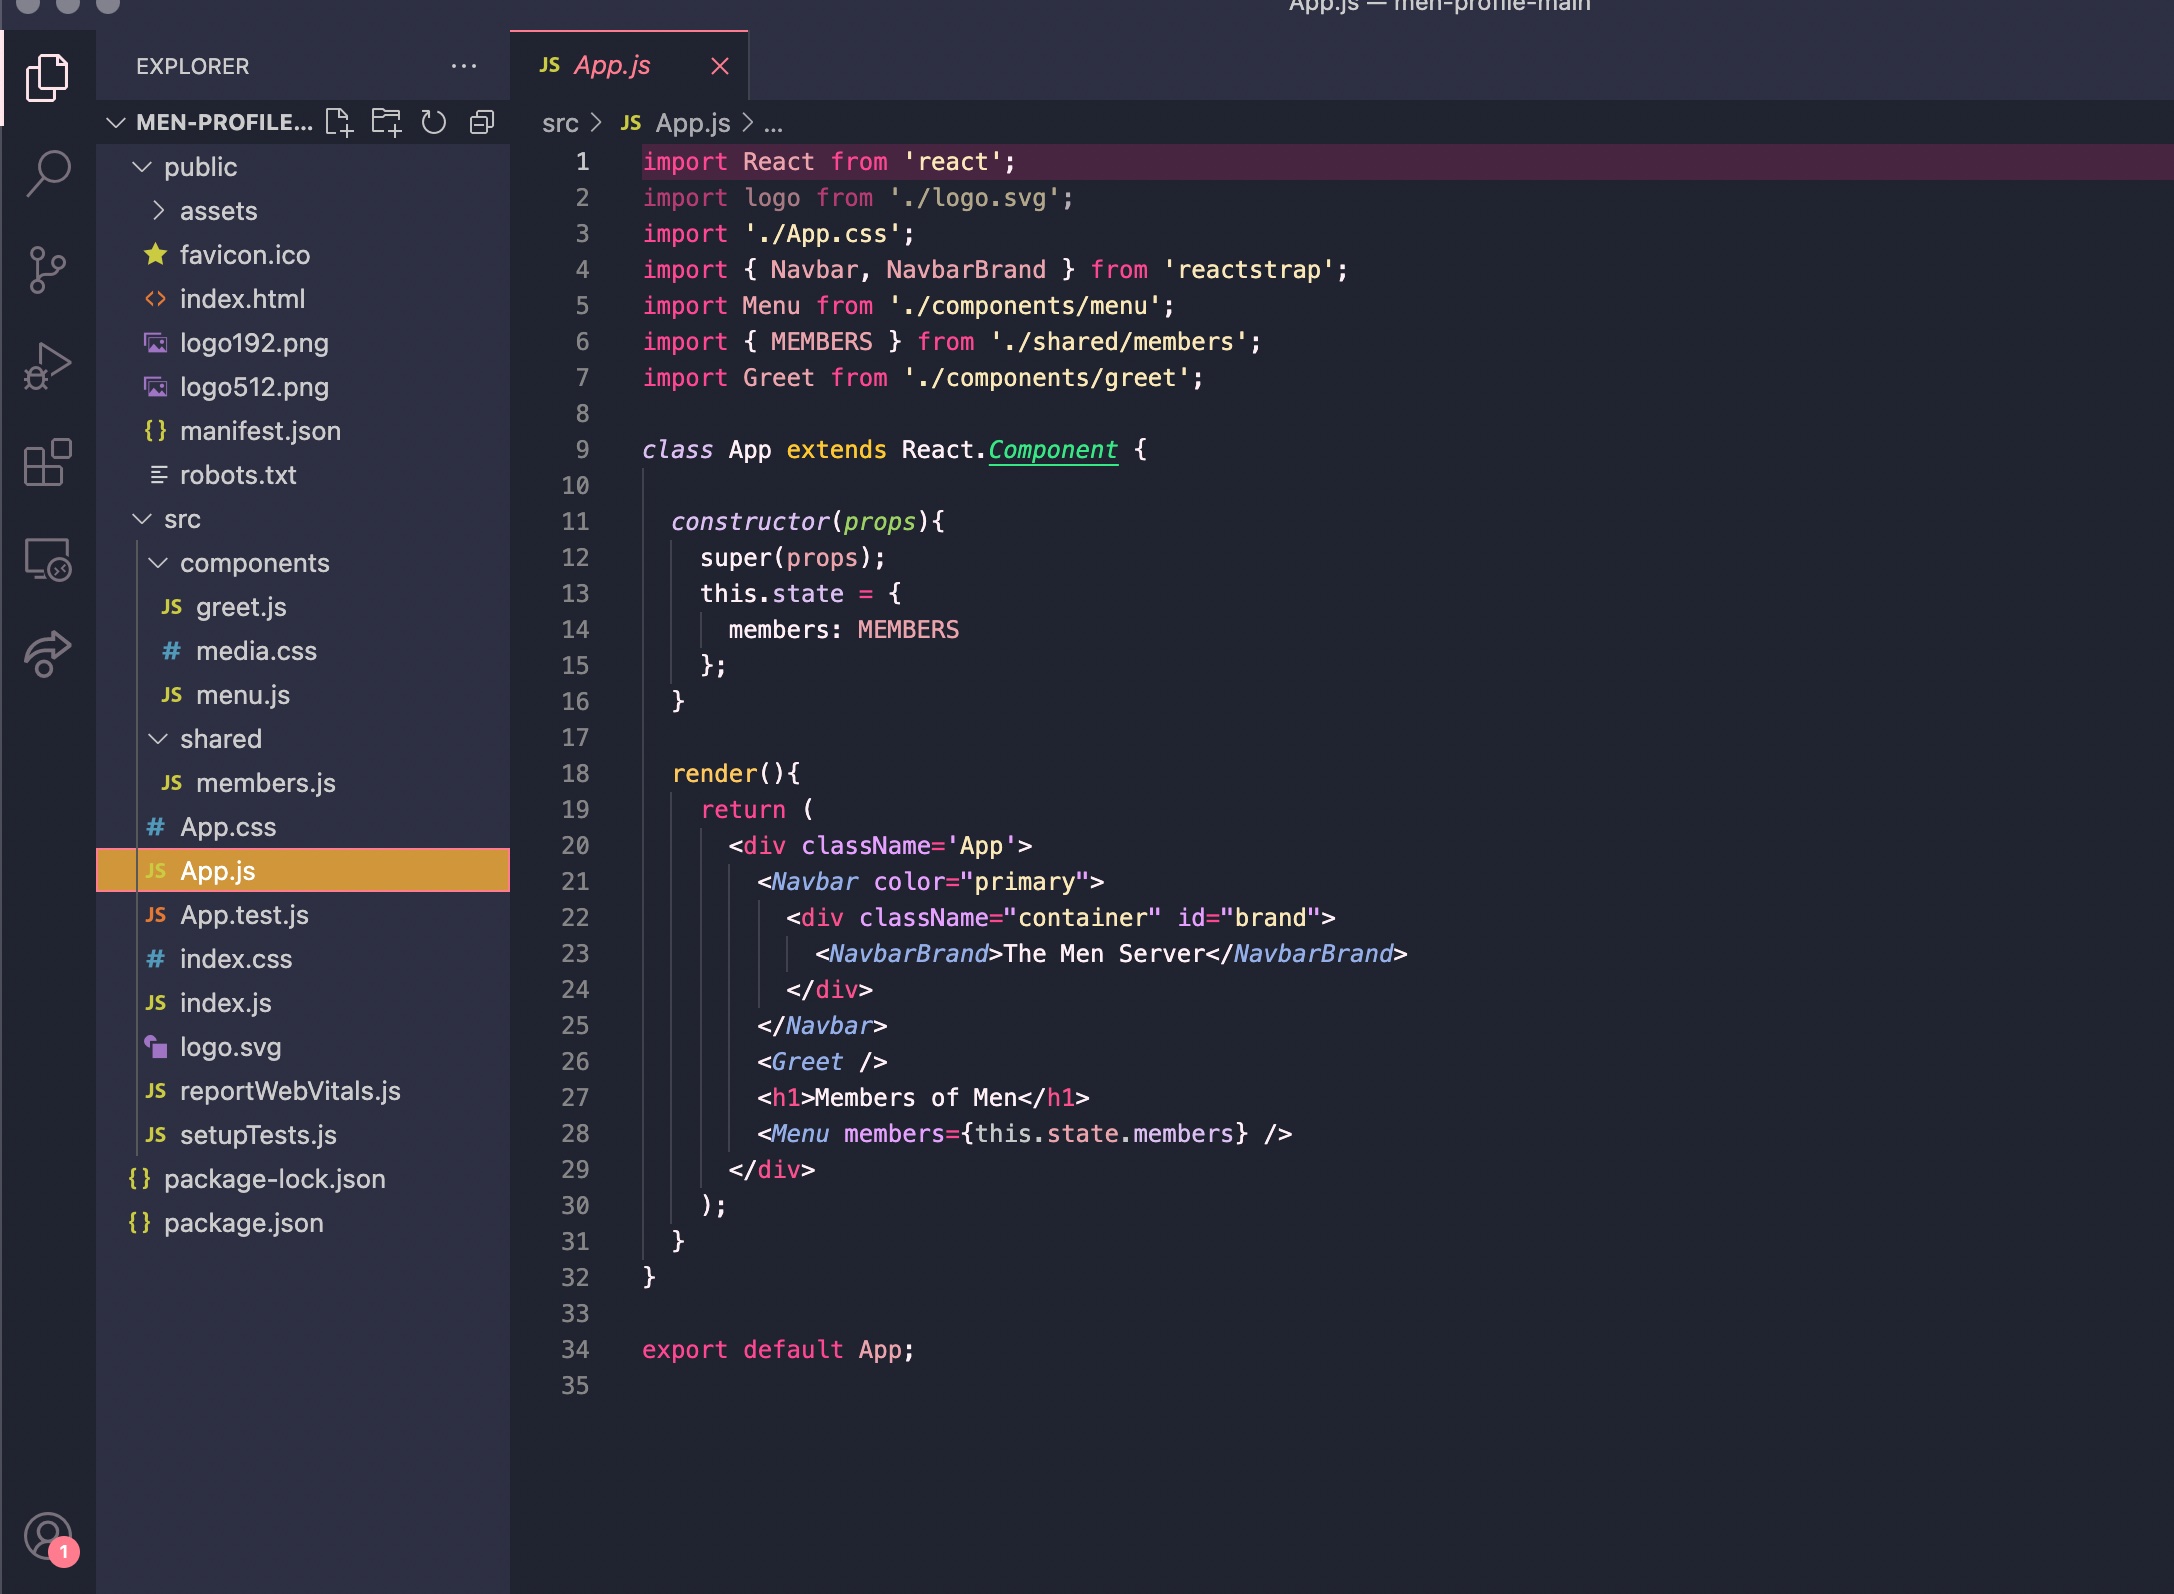 App.js — men-profile-main
EXPLORER
MEN-PROFILE...
public
assets
favicon.ico
index.html
logo192.png
logo512.png
{} manifest.json
robots.txt
src
components
JS greet.js
# media.css
JS menu.js
shared
JS members.js
# App.css
JS App.js
JS App.test.js
# index.css
JS index.js
logo.svg
JS reportWebVitals.js
JS setupTests.js
{} package-lock.json
{} package.json
1
JS App.js
src > JS App.js > ...
1 import React from 'react';
2 import logo from './logo.svg';
3 import './App.css';
4 import { Navbar, NavbarBrand } from 'reactstrap';
5 import Menu from './components/menu';
6 import { MEMBERS } from './shared/members';
7 import Greet from './components/greet';
8
9 class App extends React.Component {
10
11 constructor(props){
12 super(props);
13 this.state = {
14 members: MEMBERS
15 };
16 }
17
18 render(){
19 return (
20 <div className='App'>
21 <Navbar color="primary">
22 <div className="container" id="brand">
23 <NavbarBrand>The Men Server</NavbarBrand>
24 </div>
25 </Navbar>
26 <Greet />
27 <h1>Members of Men</h1>
28 <Menu members={this.state.members} />
29 </div>
30 );
31 }
32 }
33
34 export default App;
35